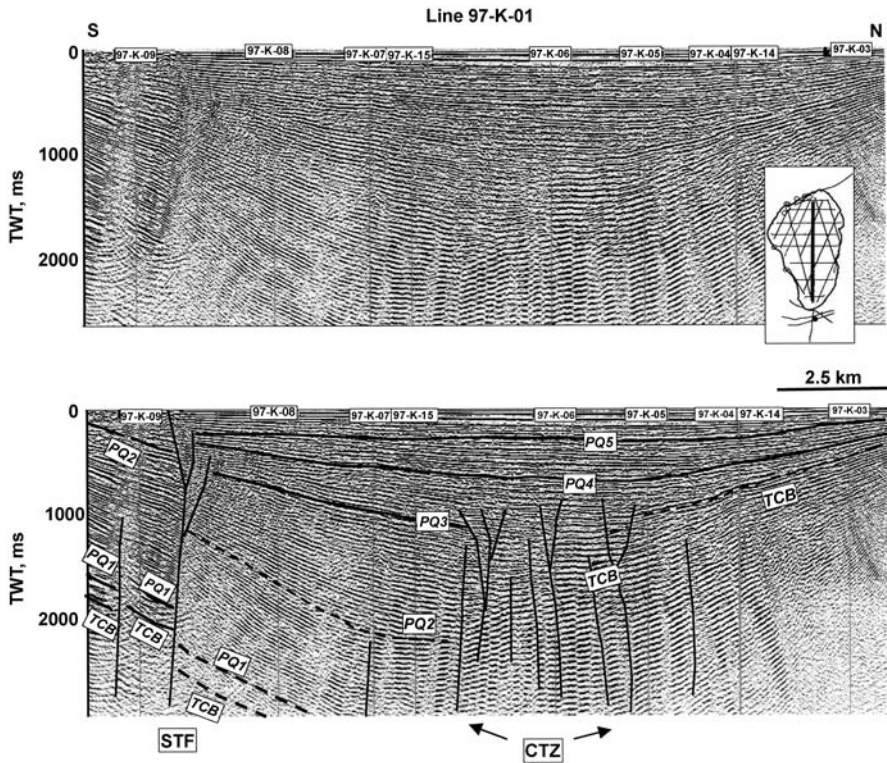 Line 97-K-01
S
N
0
97-K-09
97-K-08
97-K-07
97-K-15
97-K-06
97-K-05
97-K-04
97-K-14
97-K-03
1000
2000
TWT, ms
2.5 km
0
97-K-09
97-K-08
97-K-07
97-K-15
97-K-06
97-K-05
97-K-04
97-K-14
97-K-03
PQ2
PQ5
PQ4
TCB
1000
PQ3
PQ1
PQ1
TCB
TWT, ms
2000
TCB
TCB
PQ2
PQ1
TCB
STF
CTZ